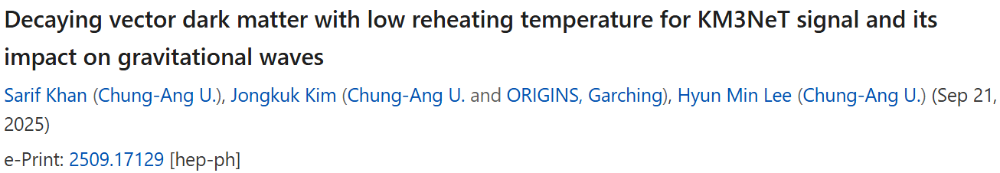 Decaying vector dark matter with low reheating temperature for KM3NeT signal and its
impact on gravitational waves
Sarif Khan (Chung-Ang U.), Jongkuk Kim (Chung-Ang U. and ORIGINS, Garching), Hyun Min Lee (Chung-Ang U.) (Sep 21,
2025)
e-Print: 2509.17129 [hep-ph]